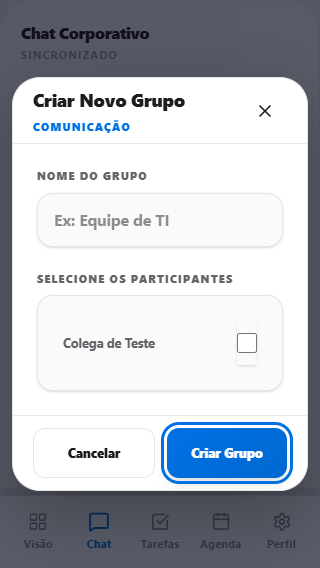 Chat Corporativo
SINCRONIZADO
Criar Novo Grupo
COMUNICAÇÃO
NOME DO GRUPO
Ex: Equipe de TI
SELECIONE OS PARTICIPANTES
Colega de Teste
Cancelar
Criar Grupo
Visão
Chat
Tarefas
Agenda
Perfil